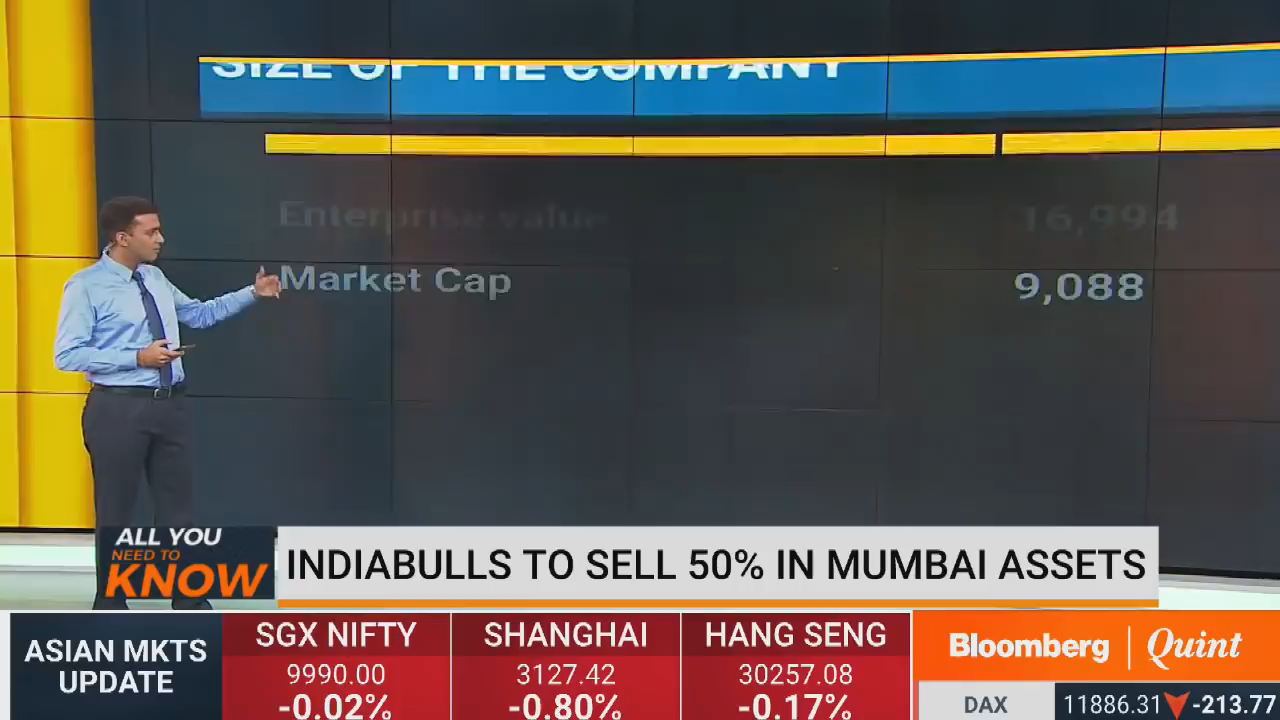 SIZE OF THE COMPANY
Enterprise value 16,994
Market Cap 9,088
ALL YOU
NEED TO
KNOW
INDIABULLS TO SELL 50% IN MUMBAI ASSETS
ASIAN MKTS
UPDATE
SGX NIFTY
9990.00
-0.02%
SHANGHAI
3127.42
-0.80%
HANG SENG
30257.08
-0.17%
Bloomberg | Quint
DAX 11886.31 -213.77